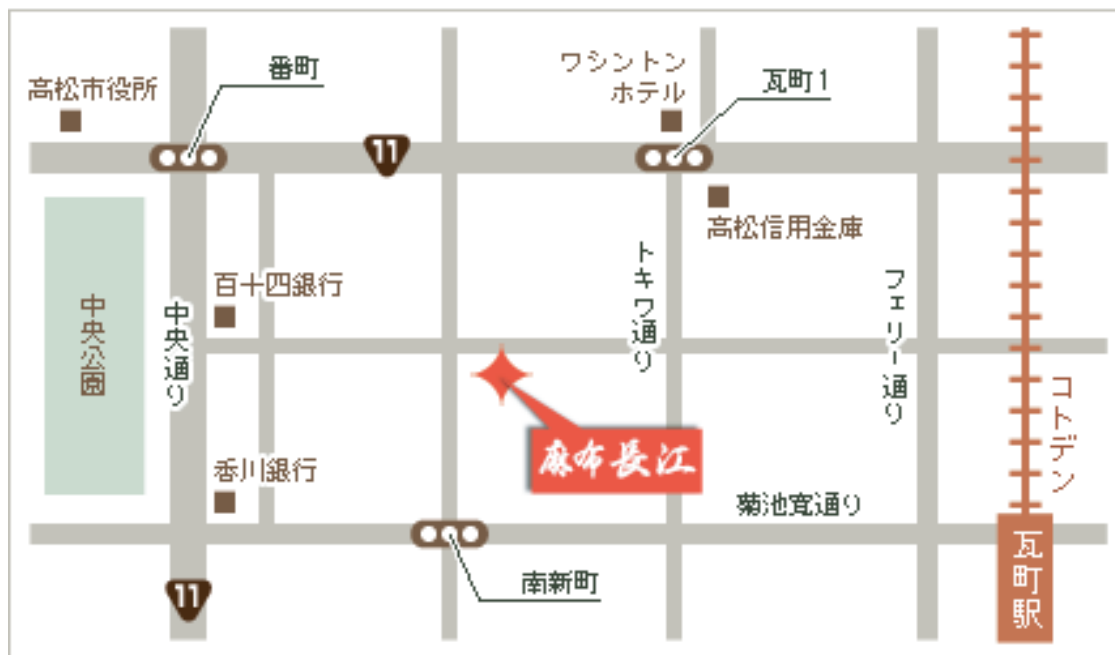 番町
高松市役所
ワシントン
ホテル
瓦町1
11
高松信用金庫
百十四銀行
中央公園
中央通り
トキワ通り
フェリー通り
コトデン
麻布長江
香川銀行
菊池寛通り
南新町
11
瓦町駅